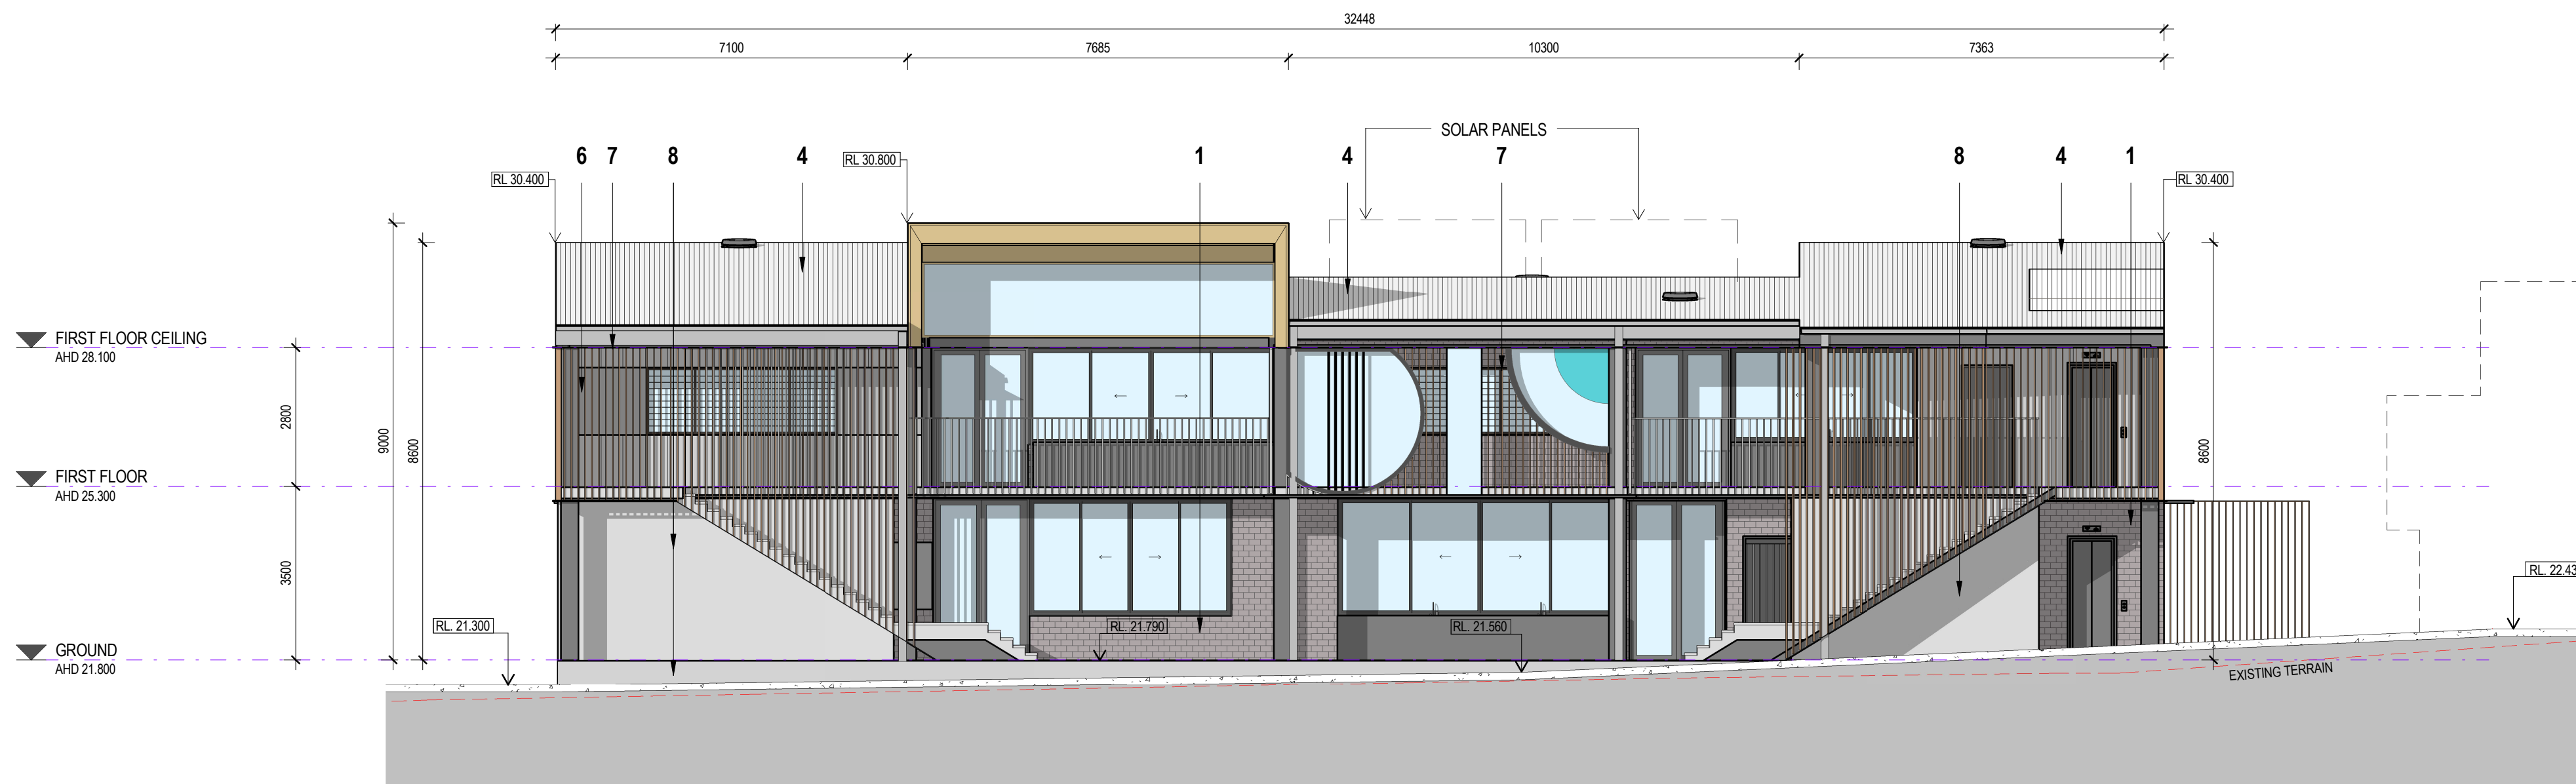 32448
7100 7685 10300 7363
SOLAR PANELS
6 7 8 4 1 4 7 8 4 1
RL 30.800
RL 30.400 RL 30.400
FIRST FLOOR CEILING
AHD 28.100
2800
9000
8600
8600
FIRST FLOOR
AHD 25.300
3500
RL. 22.43
RL. 21.300 RL. 21.790 RL. 21.560
GROUND
AHD 21.800
EXISTING TERRAIN